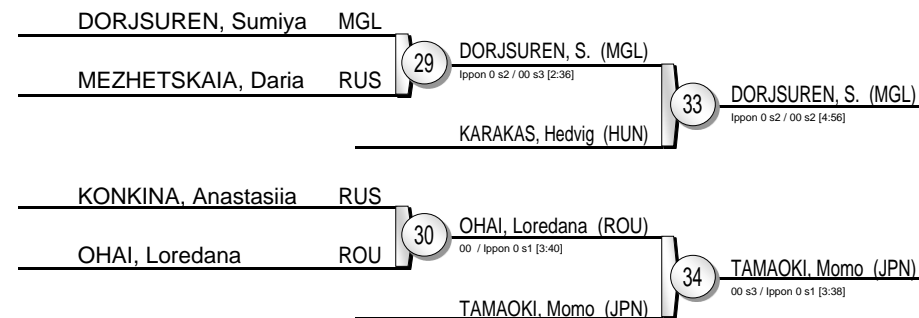 DORJSUREN, Sumiya MGL
MEZHETSKAIA, Daria RUS
29
DORJSUREN, S. (MGL)
Ippon 0 s2 / 00 s3 [2:36]
KARAKAS, Hedvig (HUN)
33
DORJSUREN, S. (MGL)
Ippon 0 s2 / 00 s2 [4:56]
KONKINA, Anastasiia RUS
OHAI, Loredana ROU
30
OHAI, Loredana (ROU)
00 / Ippon 0 s1 [3:40]
TAMAOKI, Momo (JPN)
34
TAMAOKI, Momo (JPN)
00 s3 / Ippon 0 s1 [3:38]